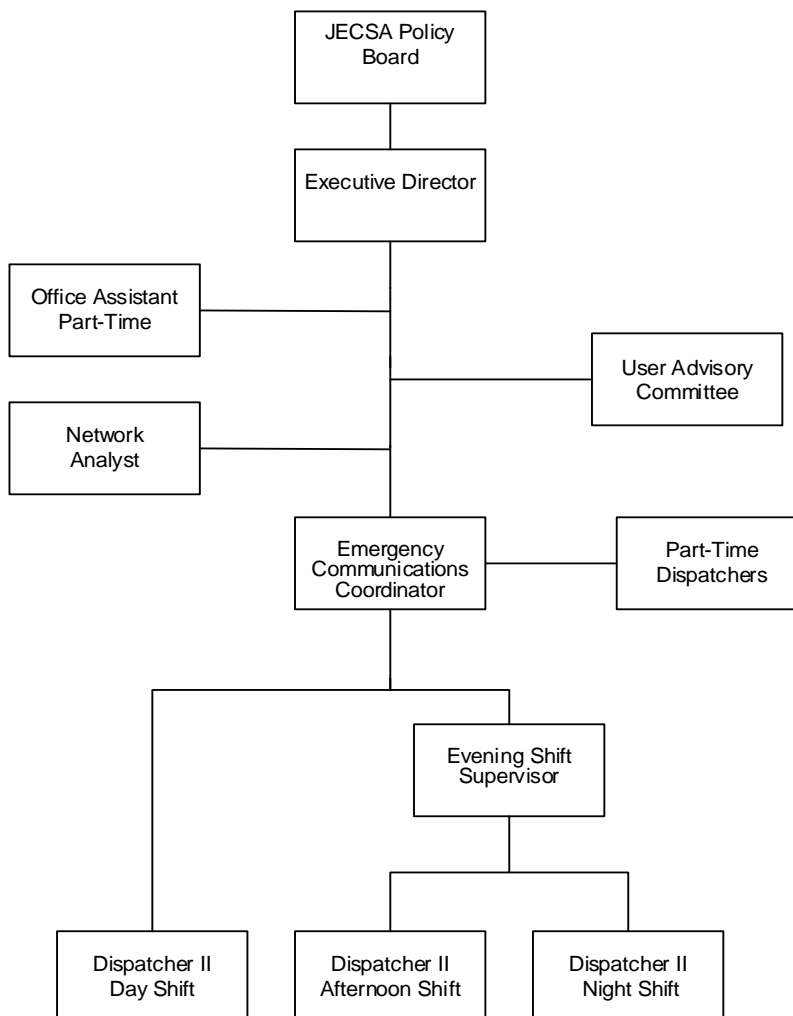 JECSA Policy
Board
Executive Director
Office Assistant
Part-Time
User Advisory
Committee
Network
Analyst
Emergency
Communications
Coordinator
Part-Time
Dispatchers
Evening Shift
Supervisor
Dispatcher II
Day Shift
Dispatcher II
Afternoon Shift
Dispatcher II
Night Shift